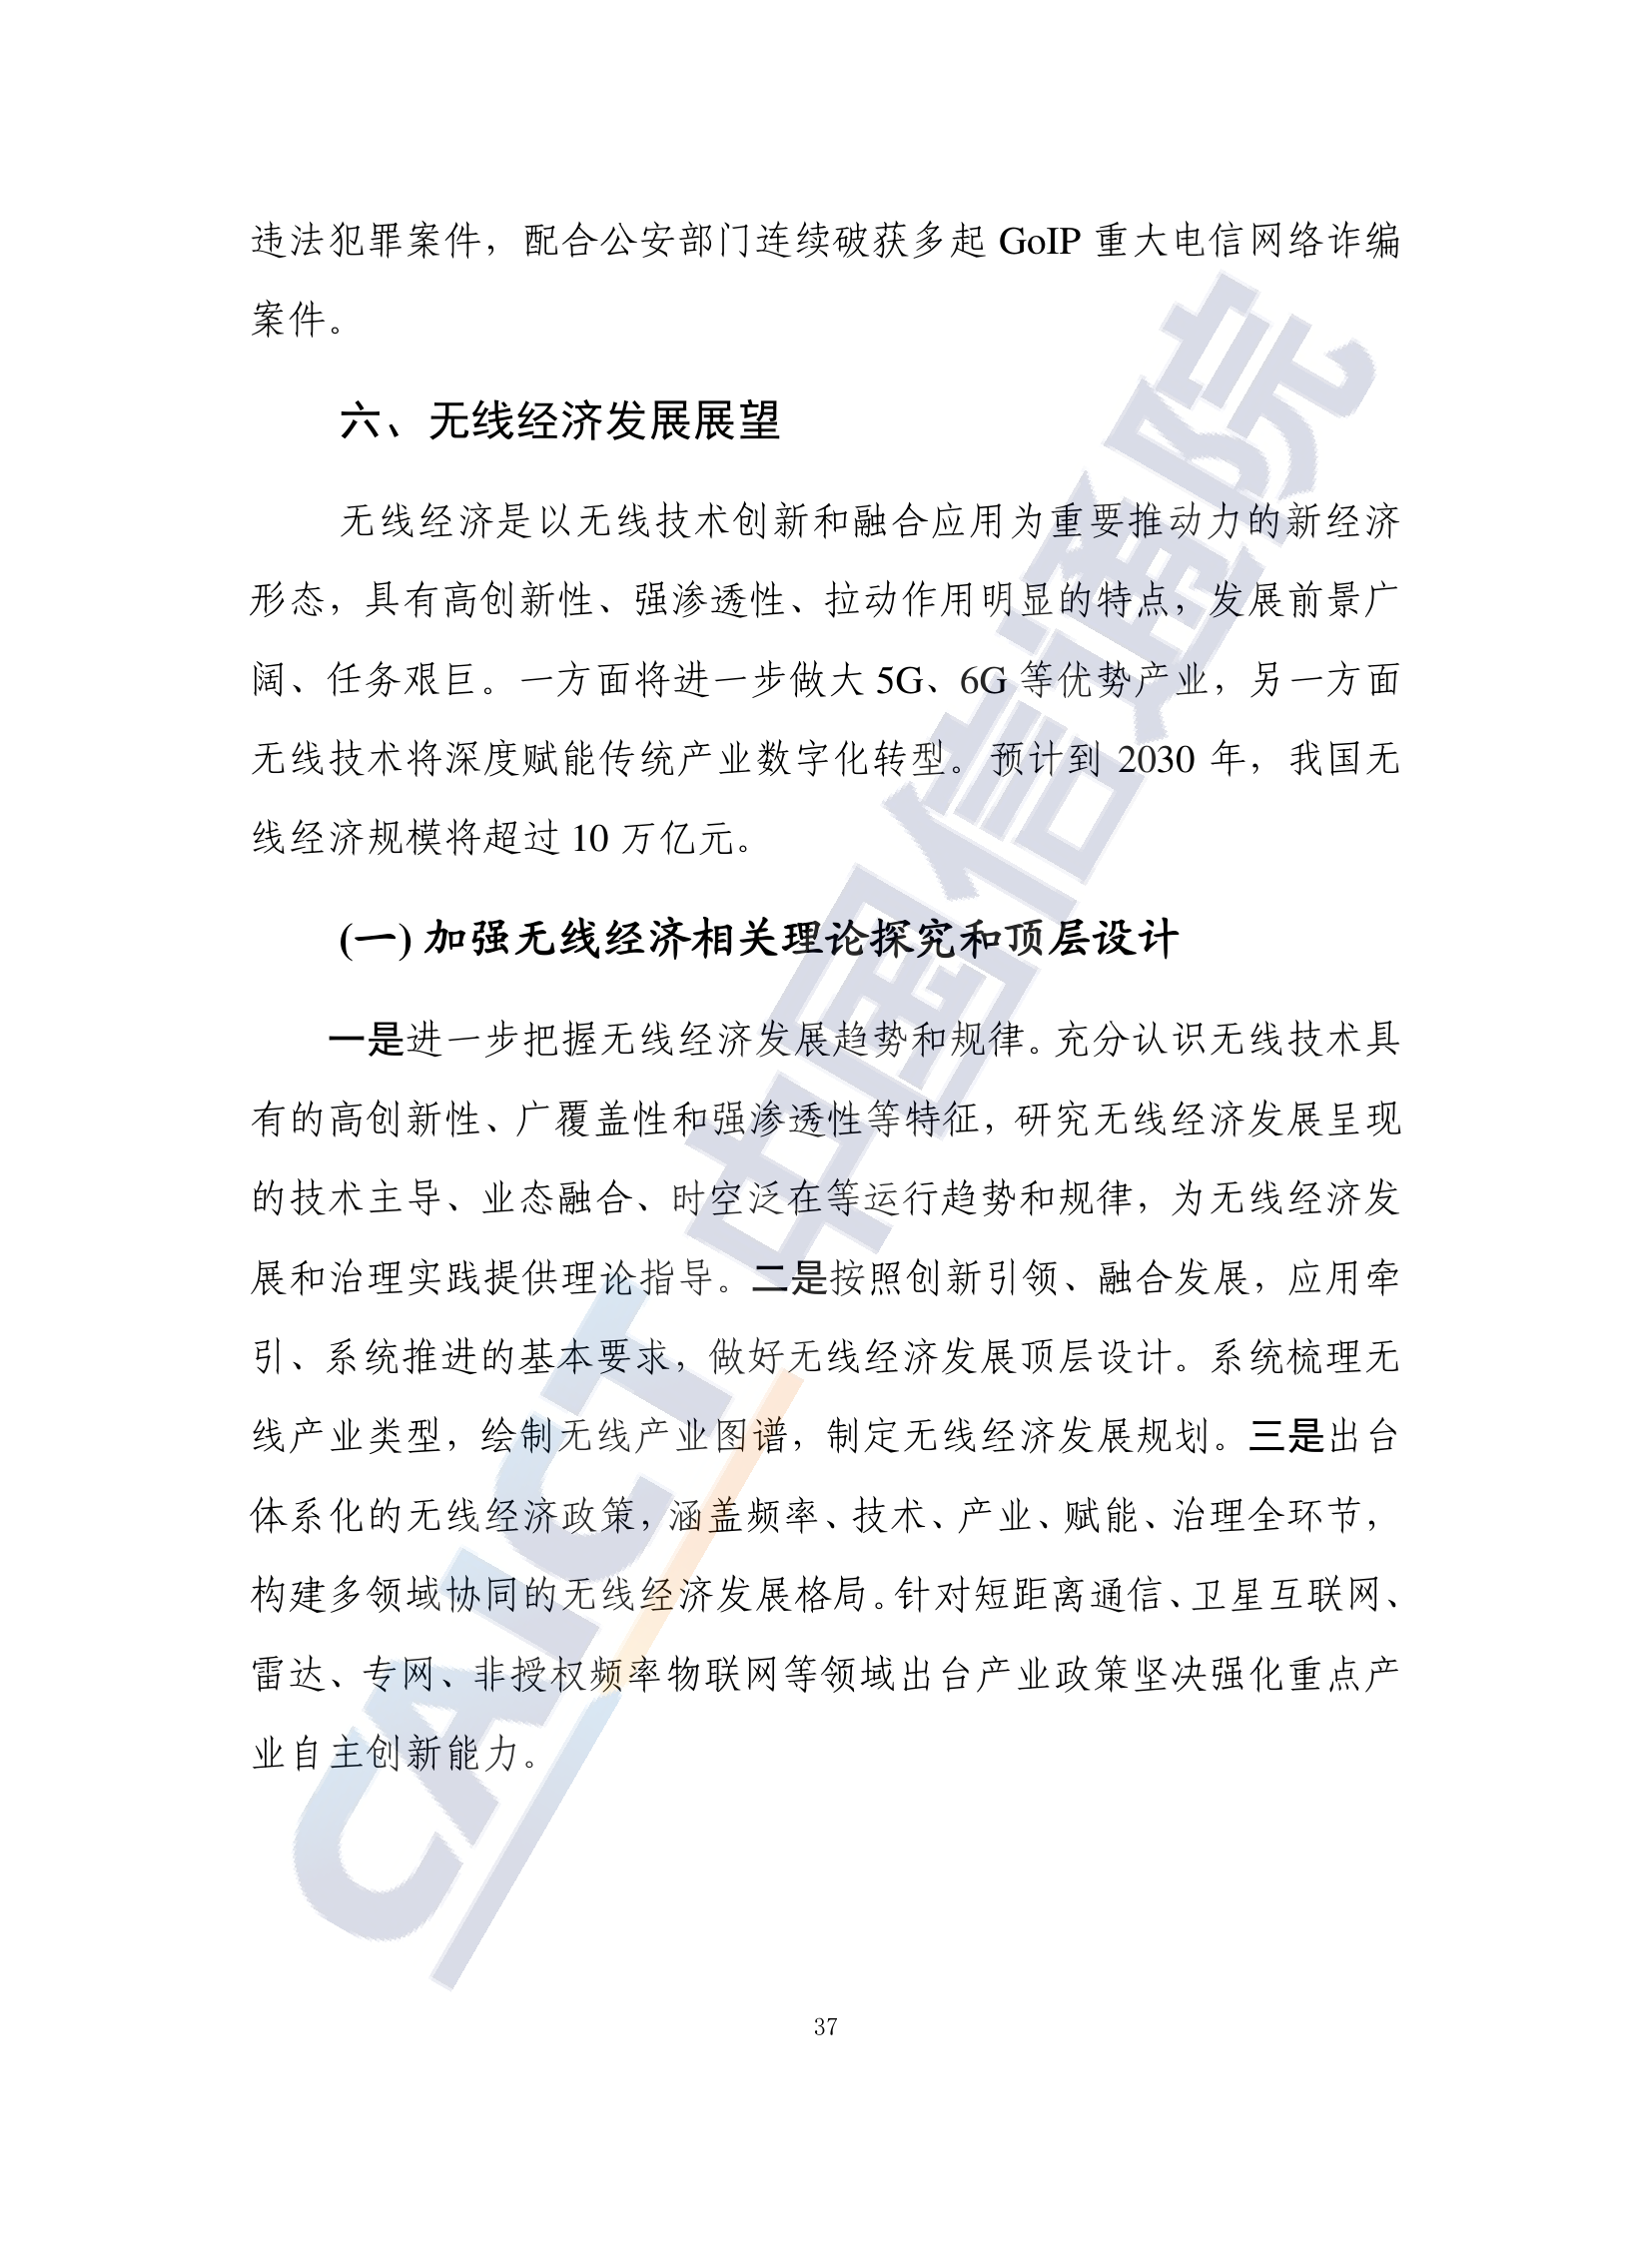 违法犯罪案件，配合公安部门连续破获多起 GoIP 重大电信网络诈编
案件。
六、无线经济发展展望
无线经济是以无线技术创新和融合应用为重要推动力的新经济
形态，具有高创新性、强渗透性、拉动作用明显的特点，发展前景广
阔、任务艰巨。一方面将进一步做大 5G、6G 等优势产业，另一方面
无线技术将深度赋能传统产业数字化转型。预计到 2030 年，我国无
线经济规模将超过 10 万亿元。
(一) 加强无线经济相关理论探究和顶层设计
一是进一步把握无线经济发展趋势和规律。充分认识无线技术具
有的高创新性、广覆盖性和强渗透性等特征，研究无线经济发展呈现
的技术主导、业态融合、时空泛在等运行趋势和规律，为无线经济发
展和治理实践提供理论指导。二是按照创新引领、融合发展，应用牵
引、系统推进的基本要求，做好无线经济发展顶层设计。系统梳理无
线产业类型，绘制无线产业图谱，制定无线经济发展规划。三是出台
体系化的无线经济政策，涵盖频率、技术、产业、赋能、治理全环节，
构建多领域协同的无线经济发展格局。针对短距离通信、卫星互联网、
雷达、专网、非授权频率物联网等领域出台产业政策坚决强化重点产
业自主创新能力。
CAICT 中国信通院
37